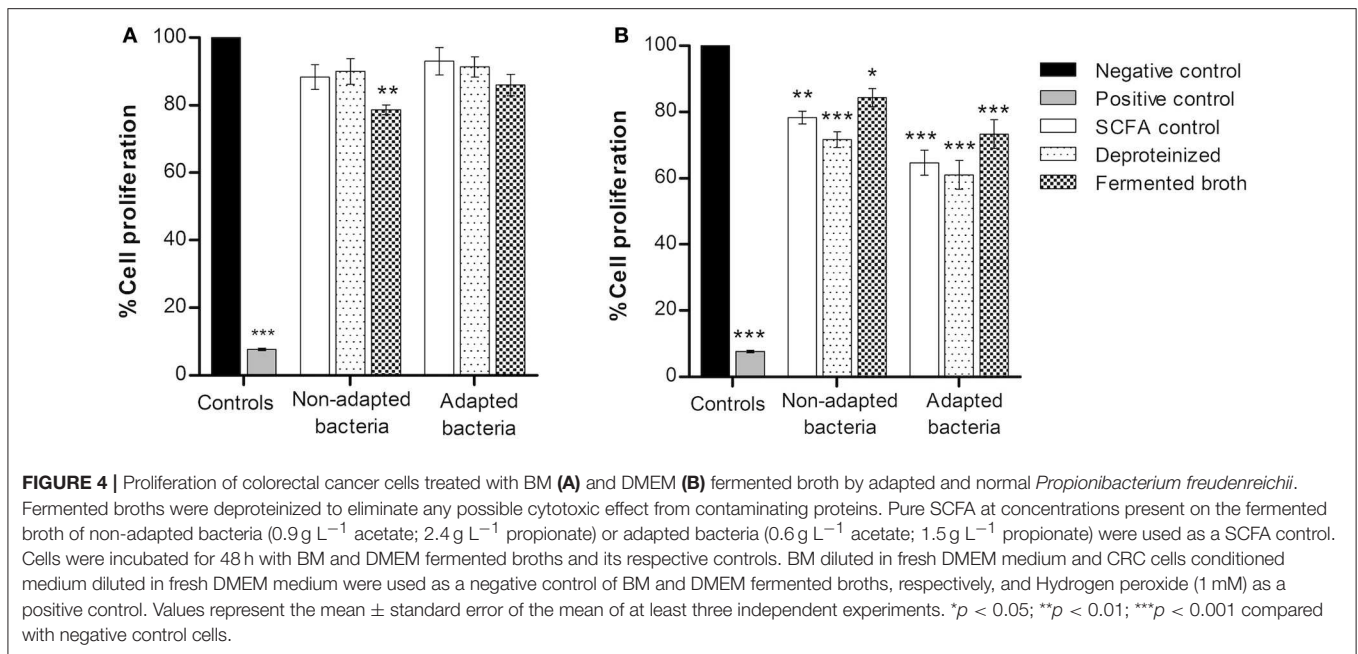 A
B
100
80
60
40
20
0
%Cell proliferation
***
**
Controls
Non-adapted
bacteria
Adapted
bacteria
100
80
60
40
20
0
%Cell proliferation
***
**
***
*
***
***
***
Controls
Non-adapted
bacteria
Adapted
bacteria
Negative control
Positive control
SCFA control
Deproteinized
Fermented broth
FIGURE 4 | Proliferation of colorectal cancer cells treated with BM (A) and DMEM (B) fermented broth by adapted and normal Propionibacterium freudenreichii.
Fermented broths were deproteinized to eliminate any possible cytotoxic effect from contaminating proteins. Pure SCFA at concentrations present on the fermented
broth of non-adapted bacteria (0.9 g L−1 acetate; 2.4 g L−1 propionate) or adapted bacteria (0.6 g L−1 acetate; 1.5 g L−1 propionate) were used as a SCFA control.
Cells were incubated for 48 h with BM and DMEM fermented broths and its respective controls. BM diluted in fresh DMEM medium and CRC cells conditioned
medium diluted in fresh DMEM medium were used as a negative control of BM and DMEM fermented broths, respectively, and Hydrogen peroxide (1 mM) as a
positive control. Values represent the mean ± standard error of the mean of at least three independent experiments. *p < 0.05; **p < 0.01; ***p < 0.001 compared
with negative control cells.